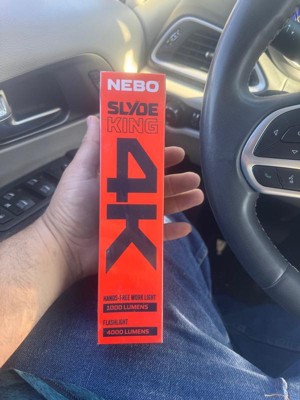 NEBO
SLYDE
KING
4K
HANDS-FREE WORK LIGHT
1000 LUMENS
FLASHLIGHT
4000 LUMENS